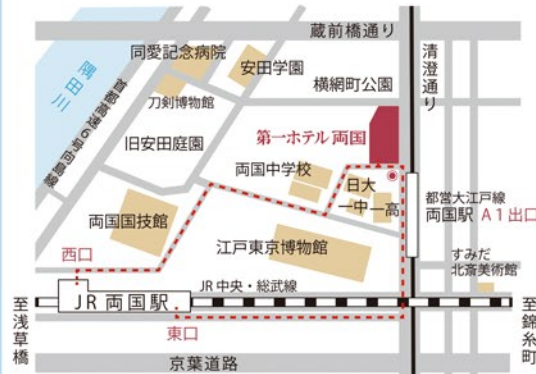 蔵前橋通り
同愛記念病院
安田学園
清澄通り
隅田川
首都高速6号向島線
刀剣博物館
横網町公園
旧安田庭園
第一ホテル両国
両国中学校
日大
一中一高
都営大江戸線
両国駅 A1出口
両国国技館
江戸東京博物館
すみだ
北斎美術館
西口
JR 中央・総武線
至浅草橋
JR 両国駅
至錦糸町
東口
京葉道路